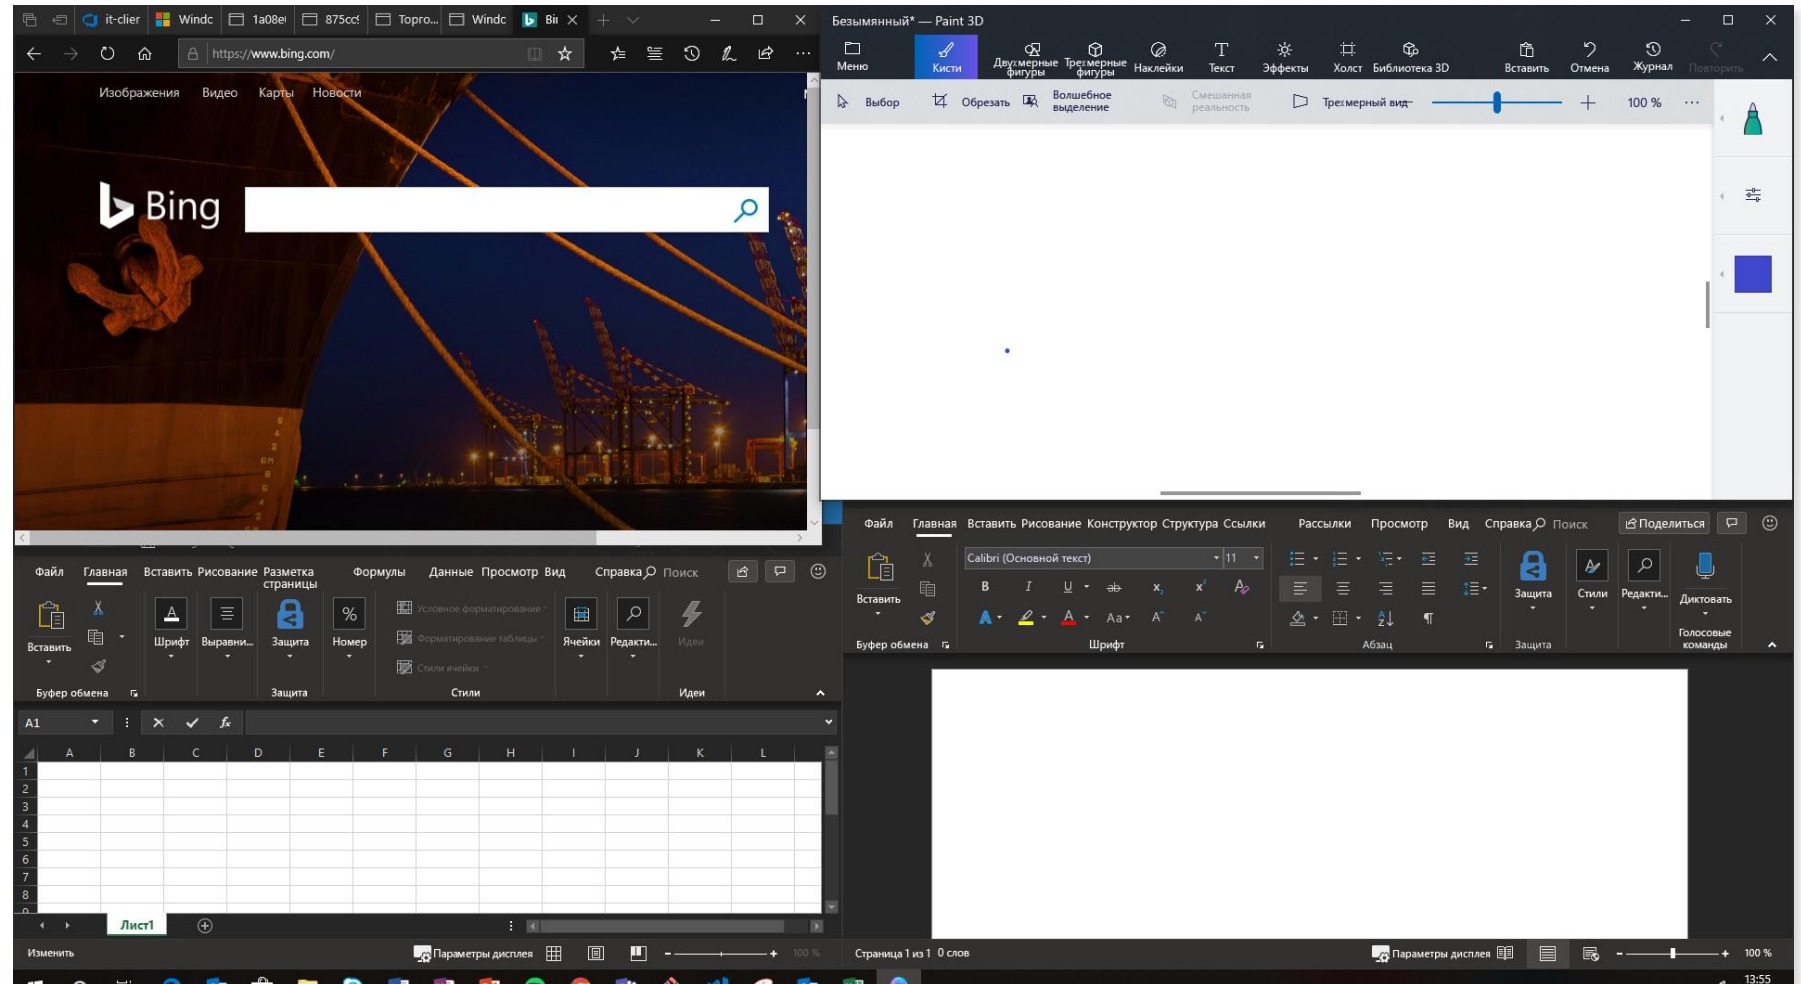 it-clier Windc 1a08e 875cc9 Topro... Windc Bir
https://www.bing.com/
Изображения Видео Карты Новости
Bing
Безымянный* — Paint 3D
Меню Кисти Двухмерные фигуры Трехмерные фигуры Наклейки Текст Эффекты Холст Библиотека 3D Вставить Отмена Журнал Повторить
Выбор Обрезать Волшебное выделение Смешанная реальность Трехмерный вид 100 %
Файл Главная Вставить Рисование Разметка страницы Формулы Данные Просмотр Вид Справка Поиск
Вставить Шрифт Выравни... Защита Номер Условное форматирование Ячейки Редакти... Идеи
Форматирование таблицы
Стили ячейки
Буфер обмена Защита Стили Идеи
A1 fx
A B C D E F G H I J K L
1
2
3
4
5
6
7
8
9
Лист1
Изменить Параметры дисплея 100 %
Файл Главная Вставить Рисование Конструктор Структура Ссылки Рассылки Просмотр Вид Справка Поиск Поделиться
Calibri (Основной текст) 11
Вставить Защита Стили Редакти... Диктовать
Голосовые команды
Буфер обмена Шрифт Абзац Защита
Страница 1 из 1 0 слов Параметры дисплея 100 %
13:55